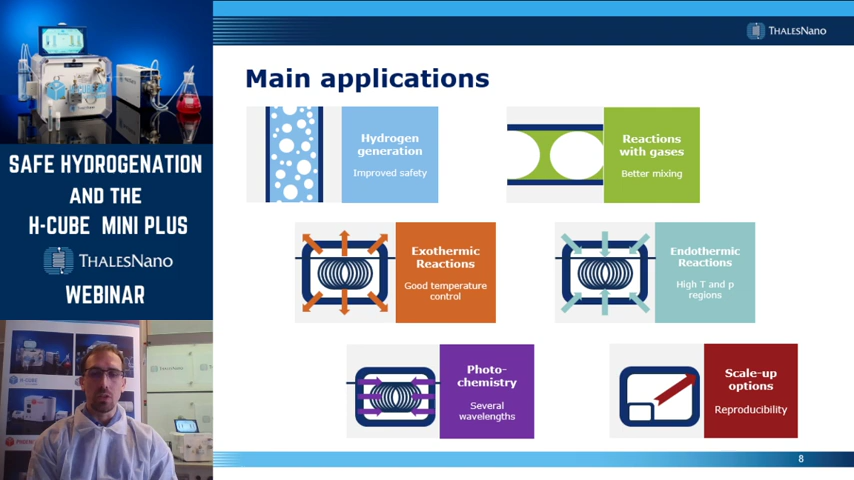 SAFE HYDROGENATION
AND THE
H-CUBE MINI PLUS
THALESNANO
WEBINAR
THALESNANO
Main applications
Hydrogen
generation
Improved safety
Reactions
with gases
Better mixing
Exothermic
Reactions
Good temperature
control
Endothermic
Reactions
High T and p
regions
Photo-
chemistry
Several
wavelengths
Scale-up
options
Reproducibility
8